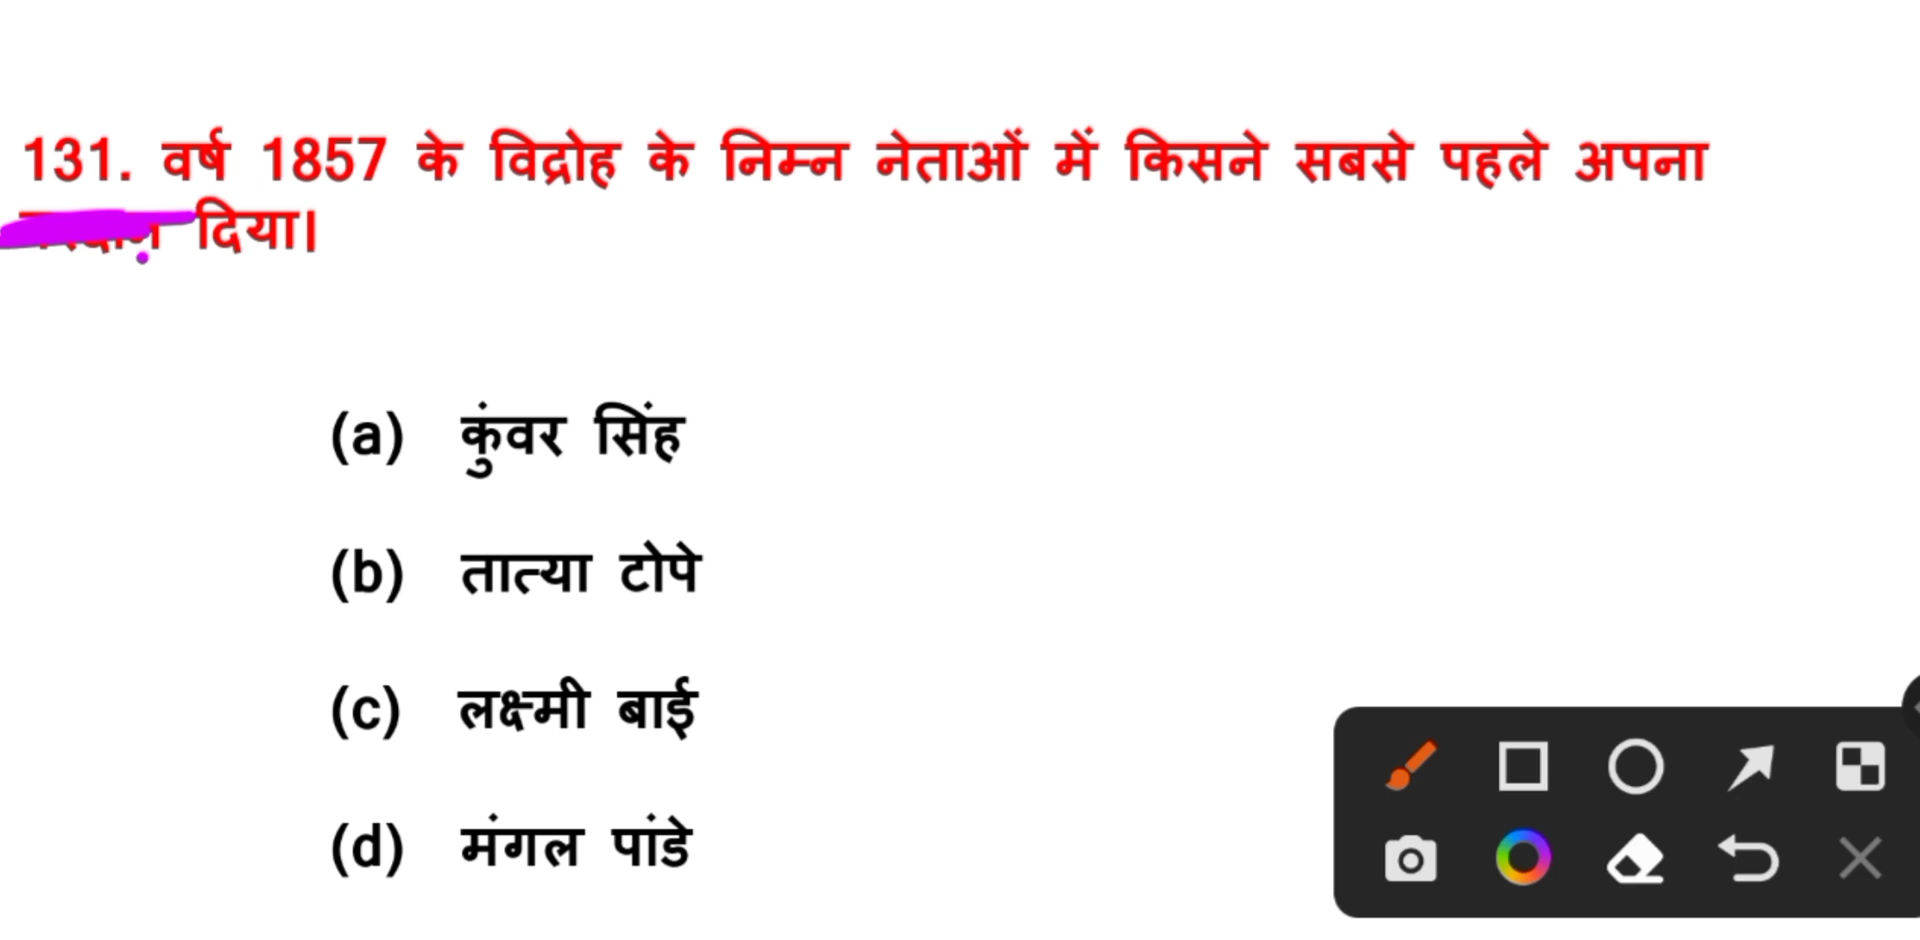 131. वर्ष 1857 के विद्रोह के निम्न नेताओं में किसने सबसे पहले अपना
दिया।
(a) कुंवर सिंह
(b) तात्या टोपे
(c) लक्ष्मी बाई
(d) मंगल पांडे